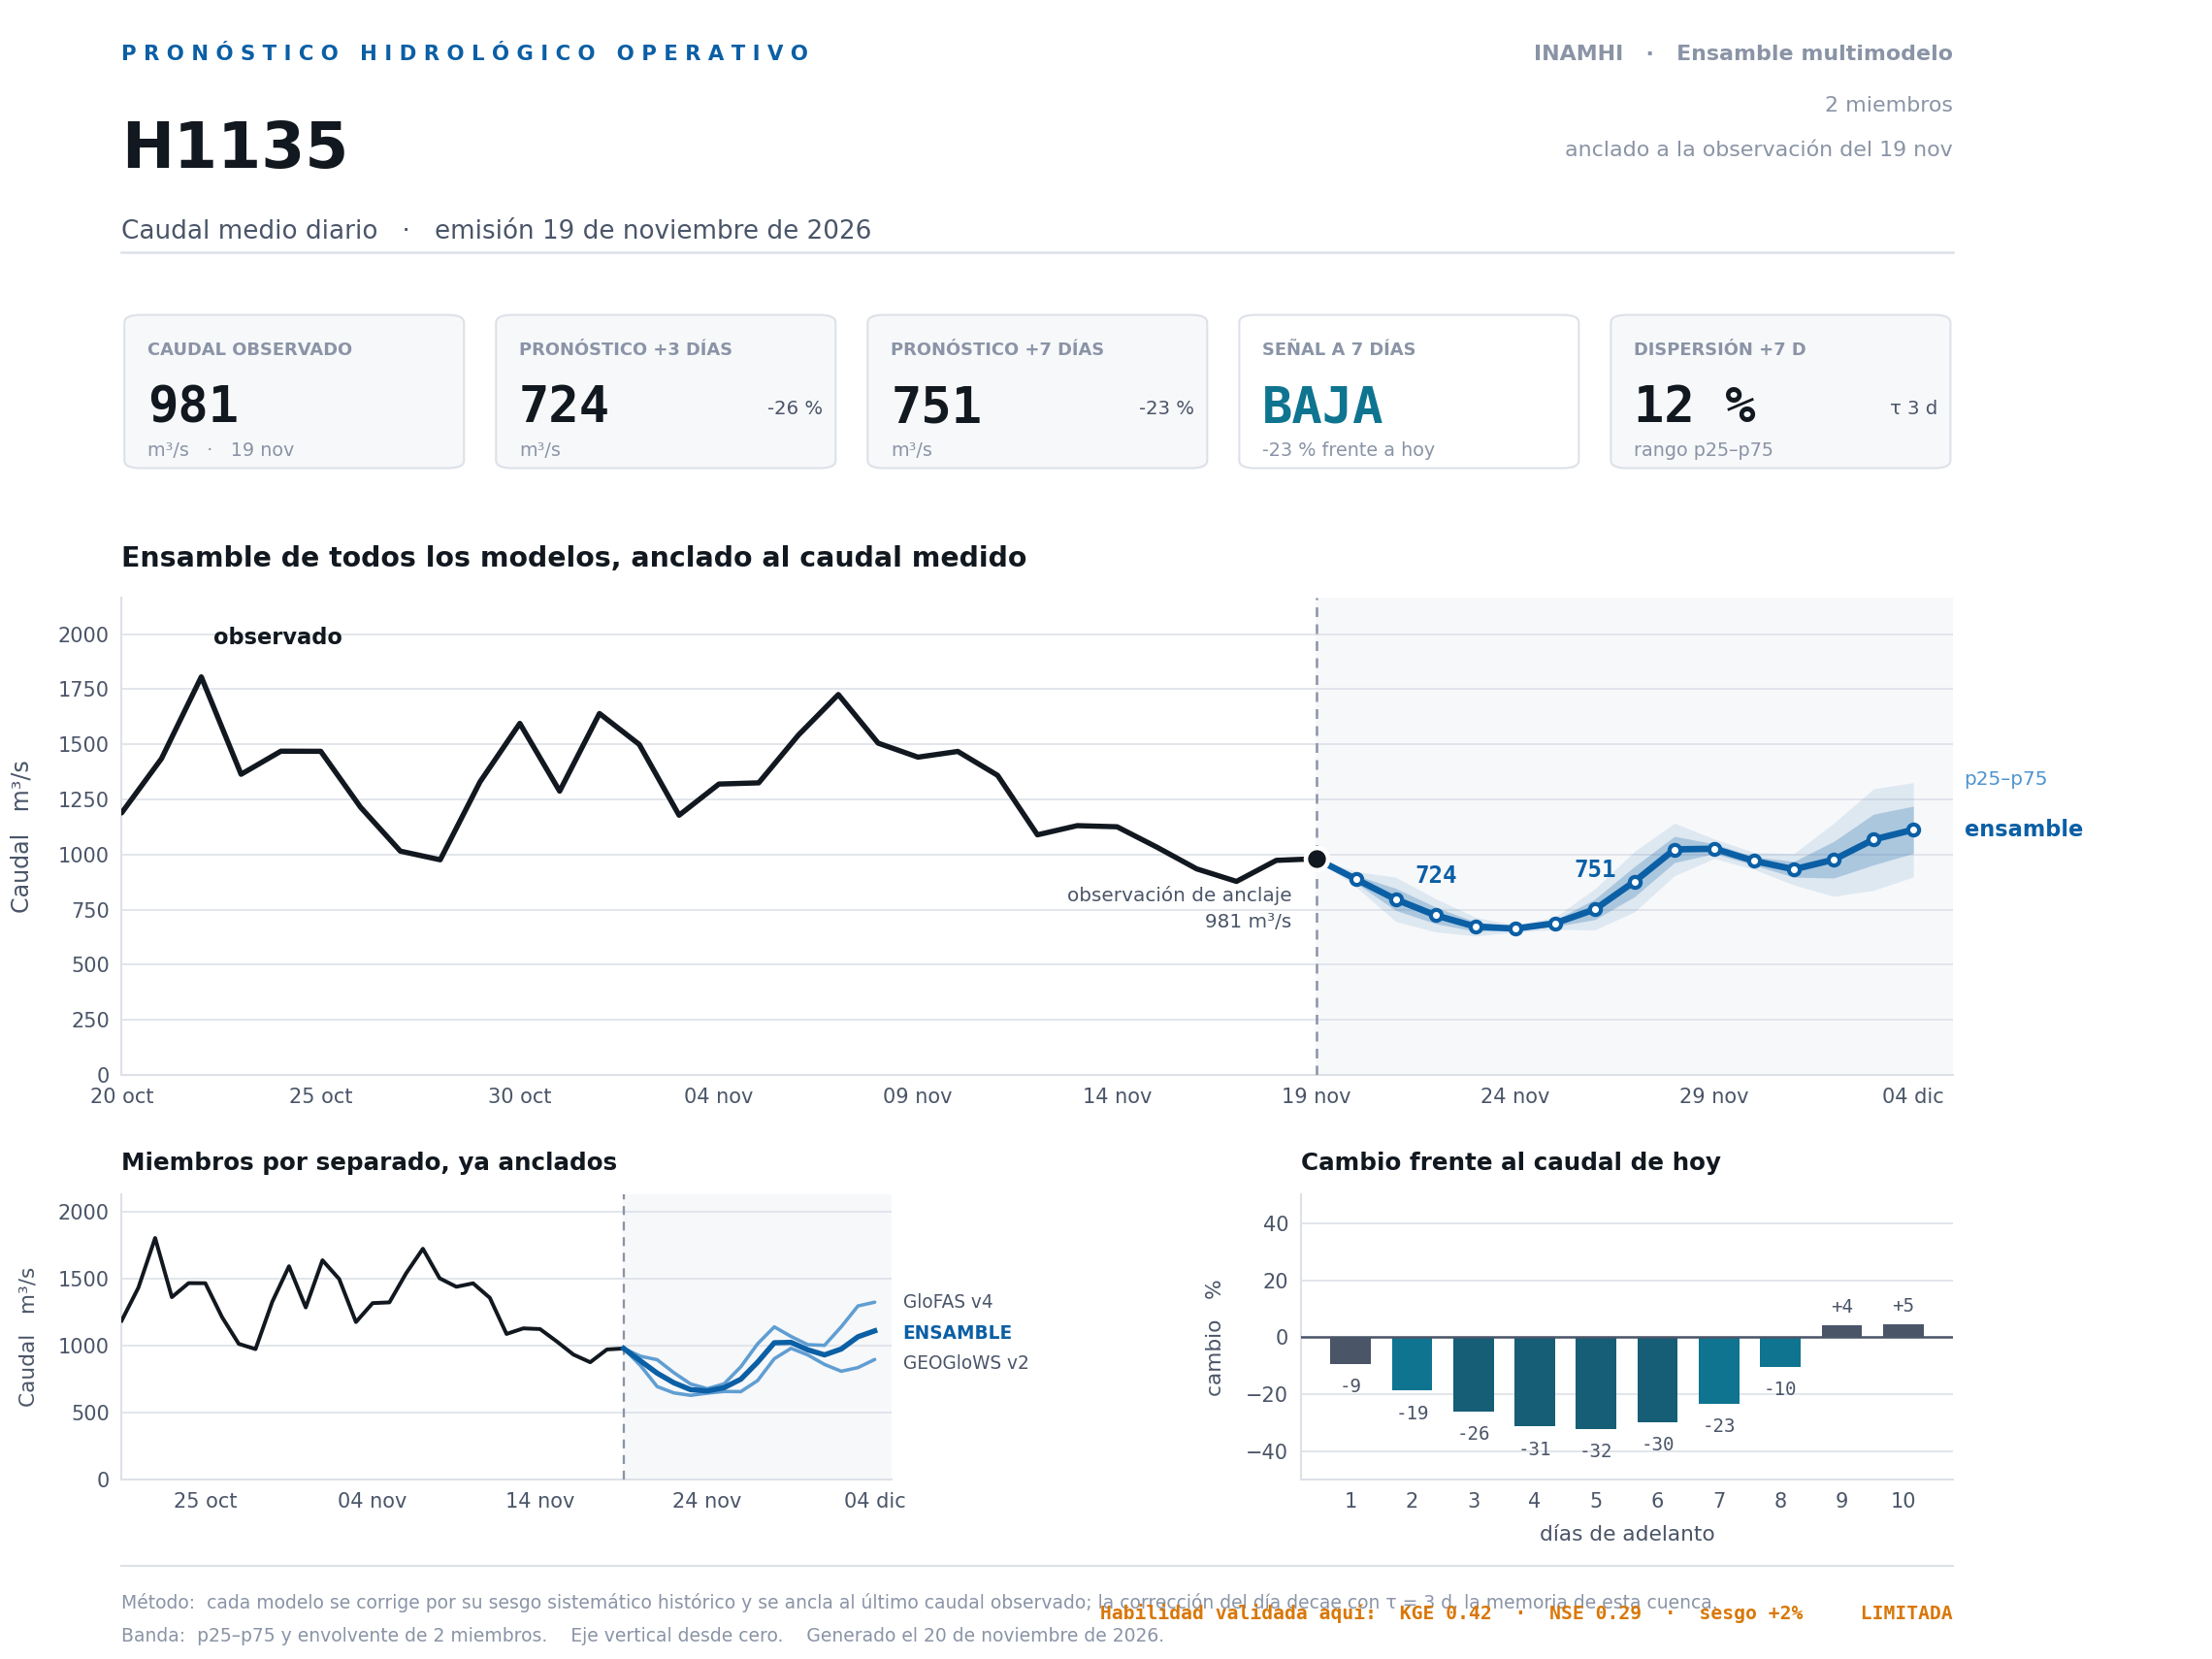 PRONÓSTICO HIDROLÓGICO OPERATIVO
INAMHI · Ensamble multimodelo
2 miembros
H1135
anclado a la observación del 19 nov
Caudal medio diario · emisión 19 de noviembre de 2026
CAUDAL OBSERVADO
981
m³/s · 19 nov
PRONÓSTICO +3 DÍAS
724 -26 %
m³/s
PRONÓSTICO +7 DÍAS
751 -23 %
m³/s
SEÑAL A 7 DÍAS
BAJA
-23 % frente a hoy
DISPERSIÓN +7 D
12 % τ 3 d
rango p25–p75
Ensamble de todos los modelos, anclado al caudal medido
Caudal m³/s
2000
1750
1500
1250
1000
750
500
250
0
observado
observación de anclaje
981 m³/s
724
751
p25–p75
ensamble
20 oct 25 oct 30 oct 04 nov 09 nov 14 nov 19 nov 24 nov 29 nov 04 dic
Miembros por separado, ya anclados
Caudal m³/s
2000
1500
1000
500
0
GloFAS v4
ENSAMBLE
GEOGloWS v2
25 oct 04 nov 14 nov 24 nov 04 dic
Cambio frente al caudal de hoy
cambio %
40
20
0
−20
−40
-9 -19 -26 -31 -32 -30 -23 -10 +4 +5
1 2 3 4 5 6 7 8 9 10
días de adelanto
Método: cada modelo se corrige por su sesgo sistemático histórico y se ancla al último caudal observado; la corrección del día decae con τ = 3 d, la memoria de esta cuenca.
Habilidad validada aquí: KGE 0.42 · NSE 0.29 · sesgo +2% LIMITADA
Banda: p25–p75 y envolvente de 2 miembros. Eje vertical desde cero. Generado el 20 de noviembre de 2026.